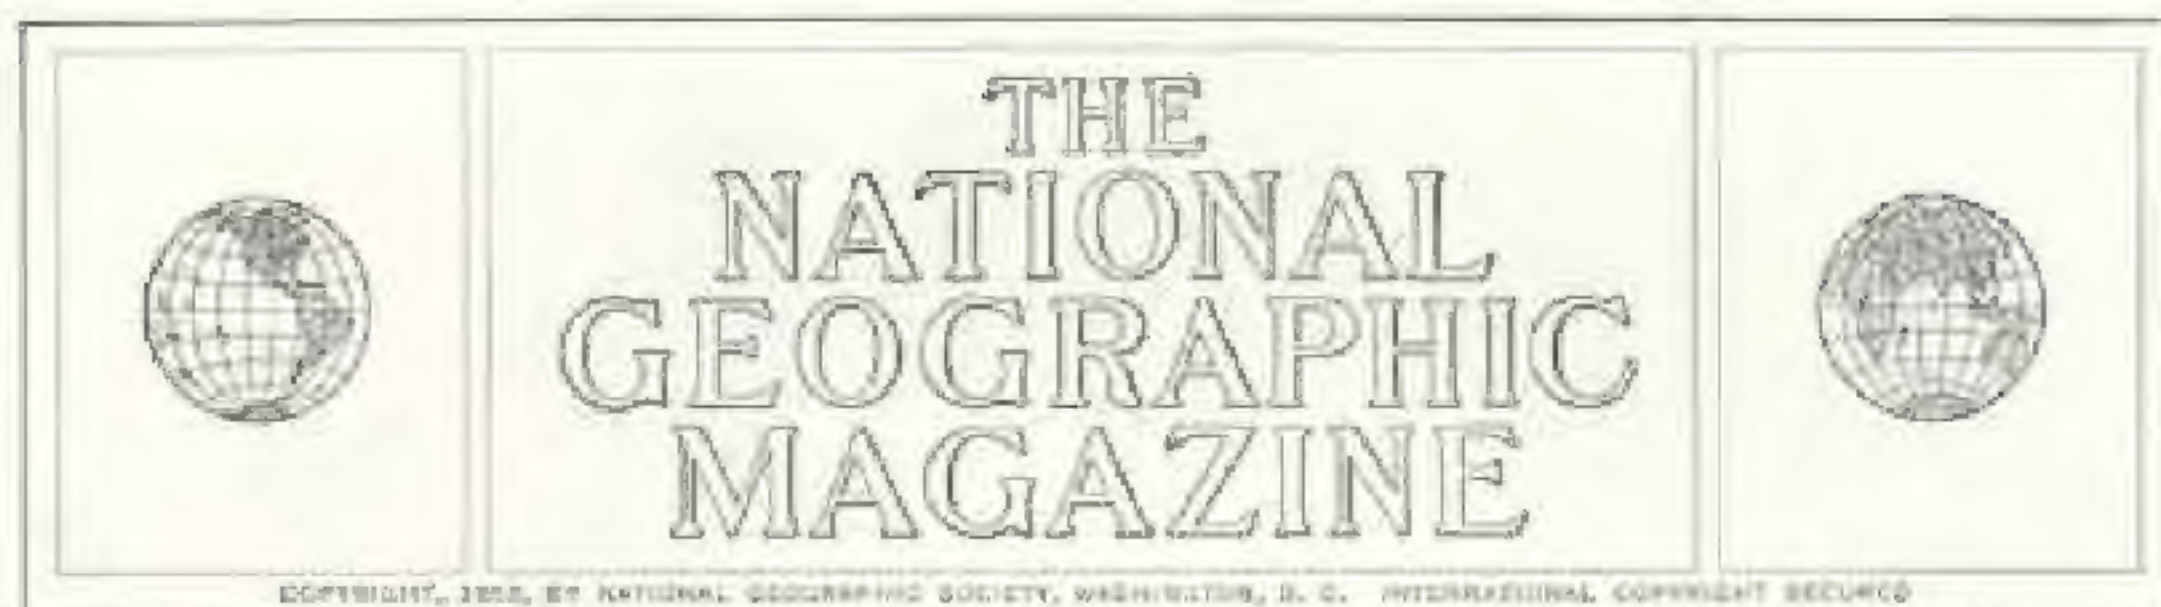 THE
NATIONAL
GEOGRAPHIC
MAGAZINE
COPYRIGHT, BY NATIONAL GEOGRAPHIC SOCIETY, WASHINGTON, D. C. INTERNATIONAL COPYRIGHT SECURED